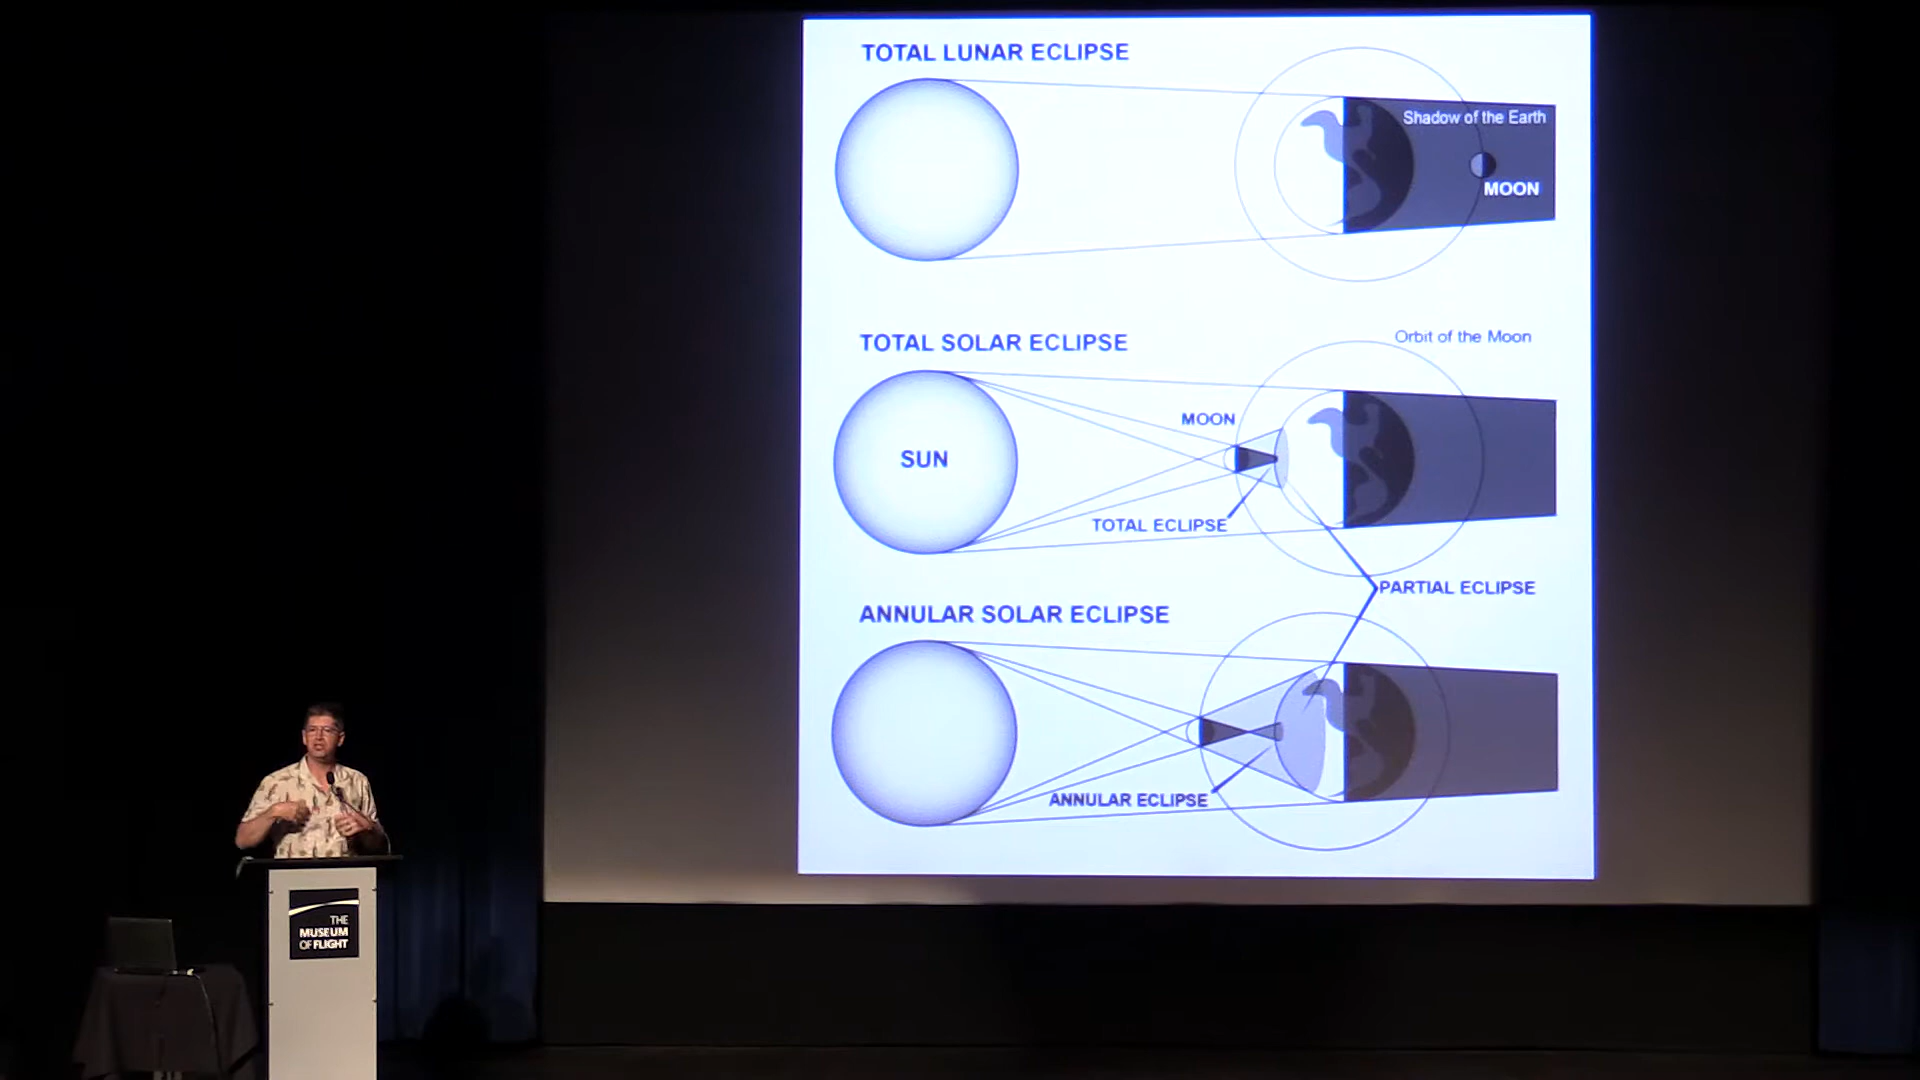 TOTAL LUNAR ECLIPSE
Shadow of the Earth
MOON
TOTAL SOLAR ECLIPSE
Orbit of the Moon
MOON
SUN
TOTAL ECLIPSE
PARTIAL ECLIPSE
ANNULAR SOLAR ECLIPSE
ANNULAR ECLIPSE
THE
MUSEUM
OF FLIGHT